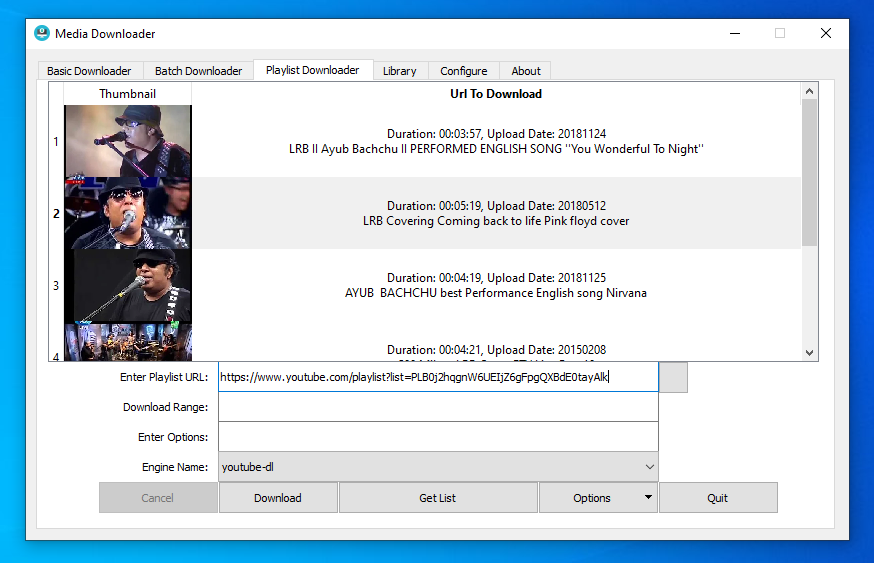 Media Downloader
Basic Downloader
Batch Downloader
Playlist Downloader
Library
Configure
About
Thumbnail
Url To Download
1
Duration: 00:03:57, Upload Date: 20181124
LRB ll Ayub Bachchu ll PERFORMED ENGLISH SONG ''You Wonderful To Night''
2
Duration: 00:05:19, Upload Date: 20180512
LRB Covering Coming back to life Pink floyd cover
3
Duration: 00:04:19, Upload Date: 20181125
AYUB  BACHCHU best Performance English song Nirvana
4
Duration: 00:04:21, Upload Date: 20150208
Enter Playlist URL:
https://www.youtube.com/playlist?list=PLB0j2hqgnW6UEIjZ6gFpgQXBdE0tayAlk
Download Range:
Enter Options:
Engine Name:
youtube-dl
Cancel
Download
Get List
Options
Quit